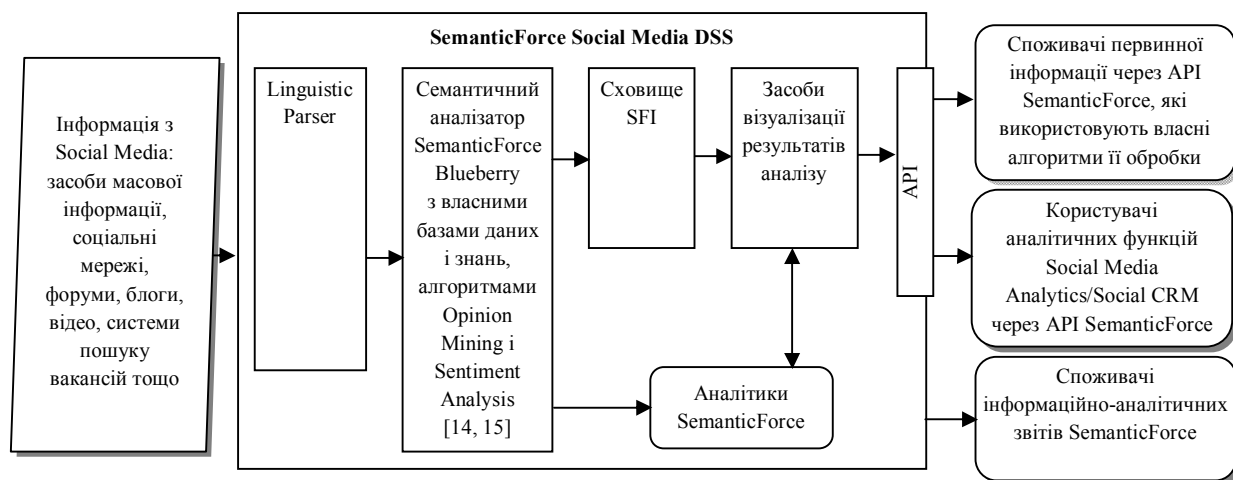 SemanticForce Social Media DSS
Інформація з
Social Media:
засоби масової
інформації,
соціальні
мережі,
форуми, блоги,
відео, системи
пошуку
вакансій тощо
Linguistic
Parser
Семантичний
аналізатор
SemanticForce
Blueberry
з власними
базами даних
і знань,
алгоритмами
Opinion
Mining і
Sentiment
Analysis
[14, 15]
Сховище
SFI
Засоби
візуалізації
результатів
аналізу
Аналітики
SemanticForce
API
Споживачі первинної
інформації через API
SemanticForce, які
використовують власні
алгоритми її обробки
Користувачі
аналітичних функцій
Social Media
Analytics/Social CRM
через API SemanticForce
Споживачі
інформаційно-аналітичних
звітів SemanticForce